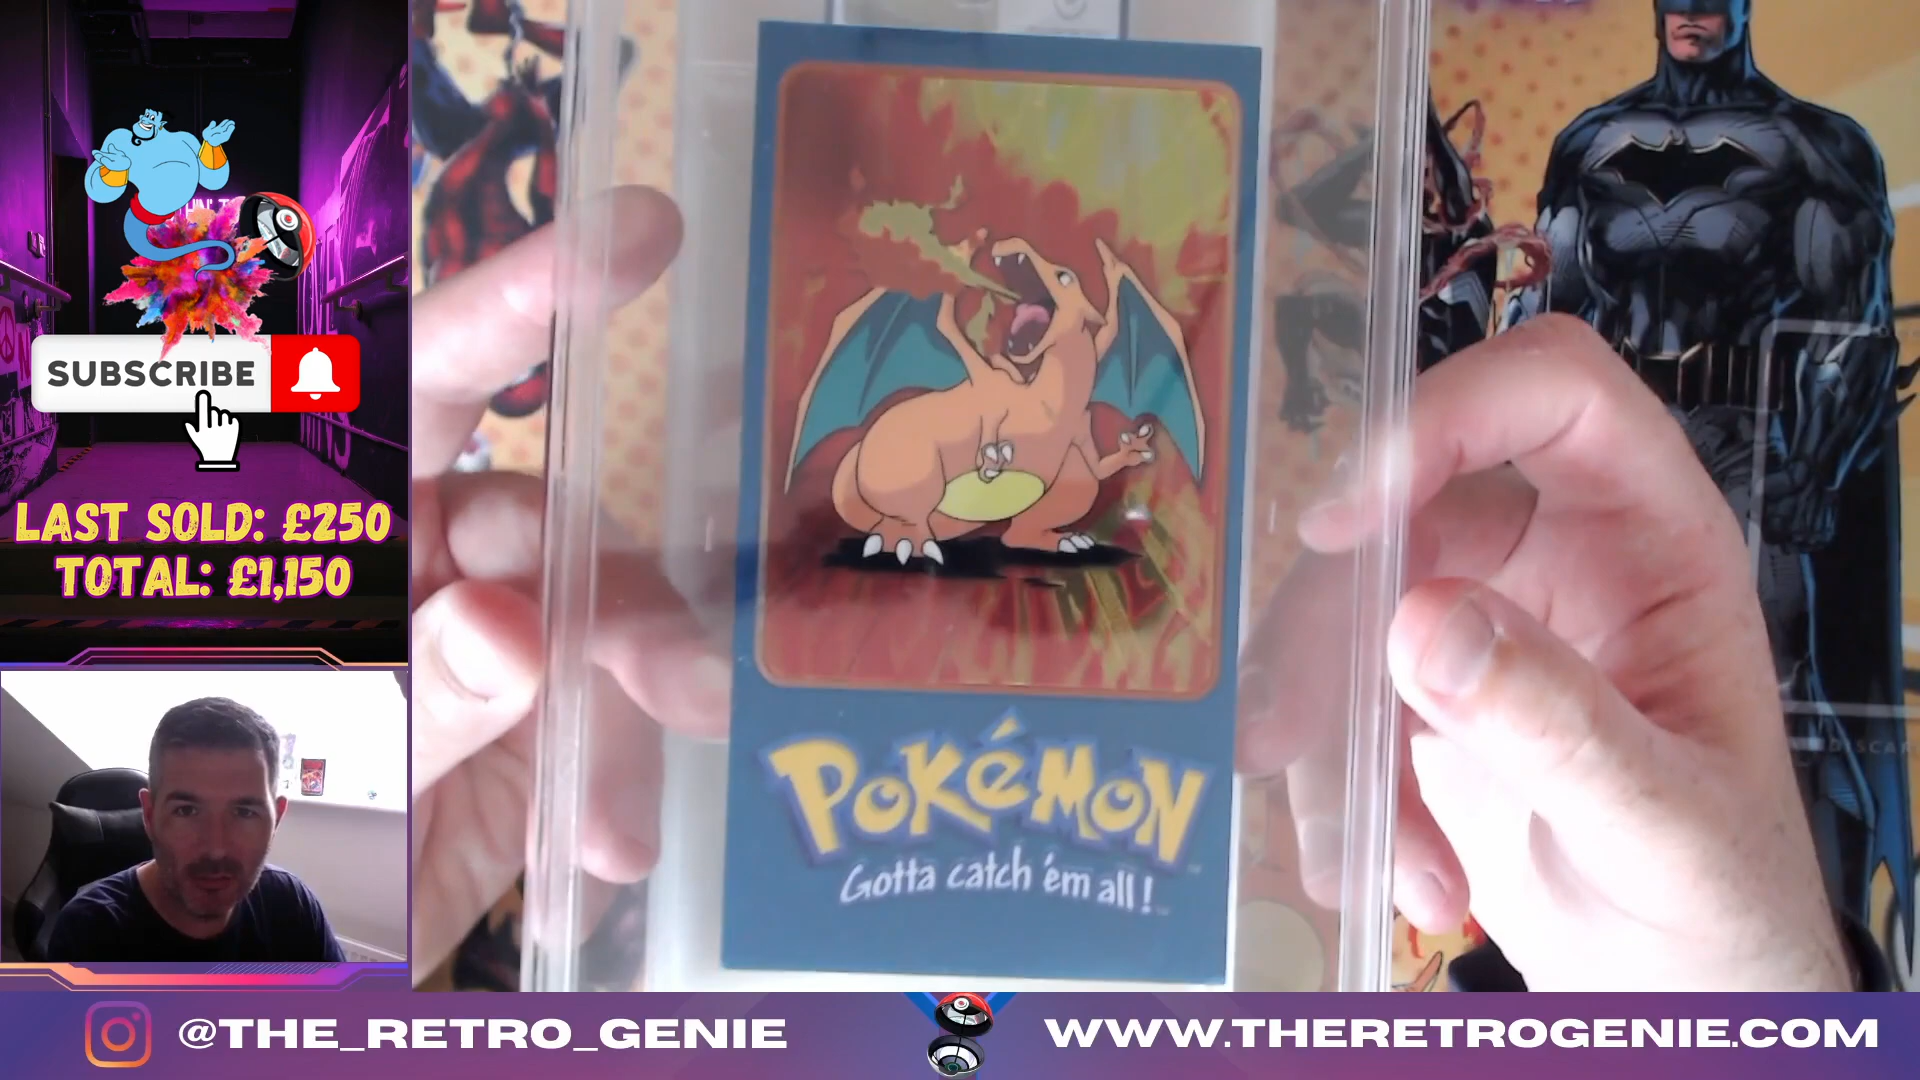 SUBSCRIBE
LAST SOLD: £250
TOTAL: £1,150
POKéMON
Gotta catch 'em all!
@THE_RETRO_GENIE
WWW.THERETROGENIE.COM